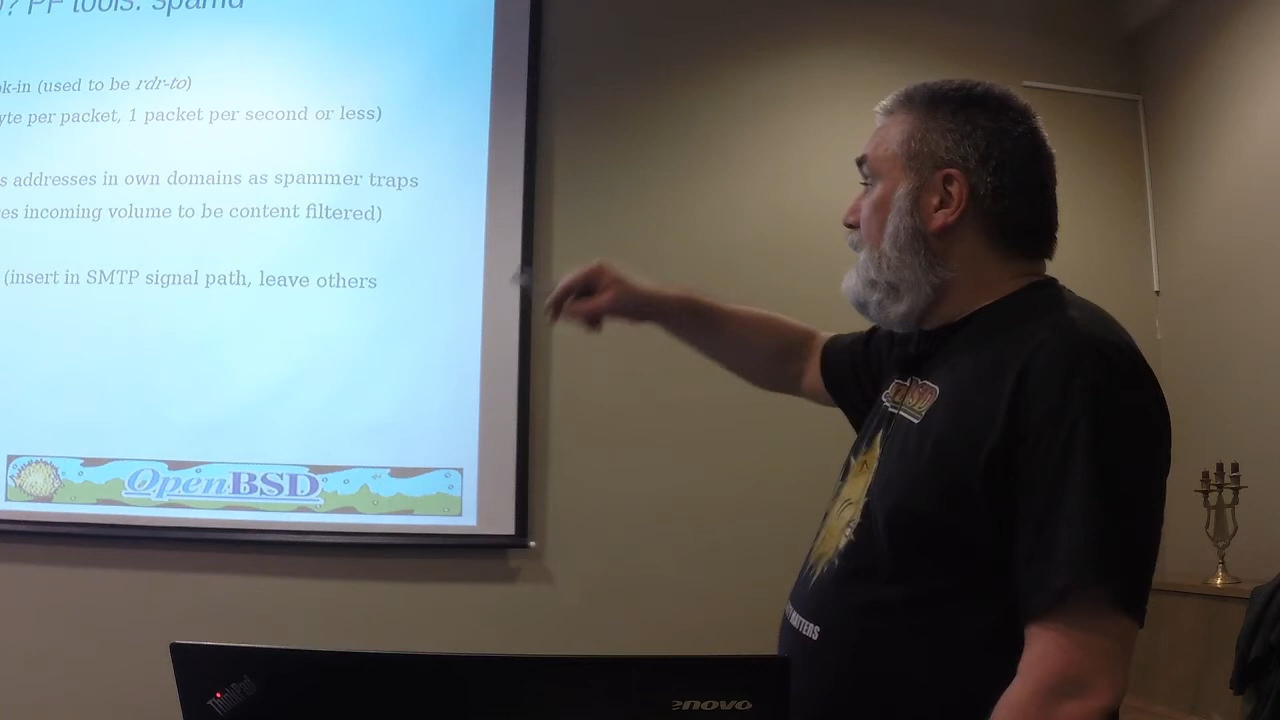 ? PF tools: spamd
k-in (used to be rdr-to)
yte per packet, 1 packet per second or less)
s addresses in own domains as spammer traps
es incoming volume to be content filtered)
(insert in SMTP signal path, leave others
OpenBSD
MATTERS
ThinkPad
lenovo